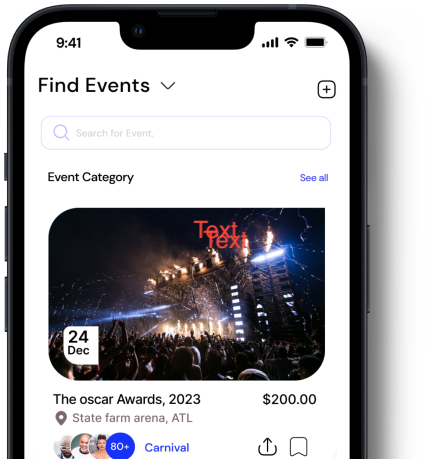 9:41
Find Events
Search for Event,.
Event Category
See all
Text
Text
24
Dec
The oscar Awards, 2023
$200.00
State farm arena, ATL
80+
Carnival